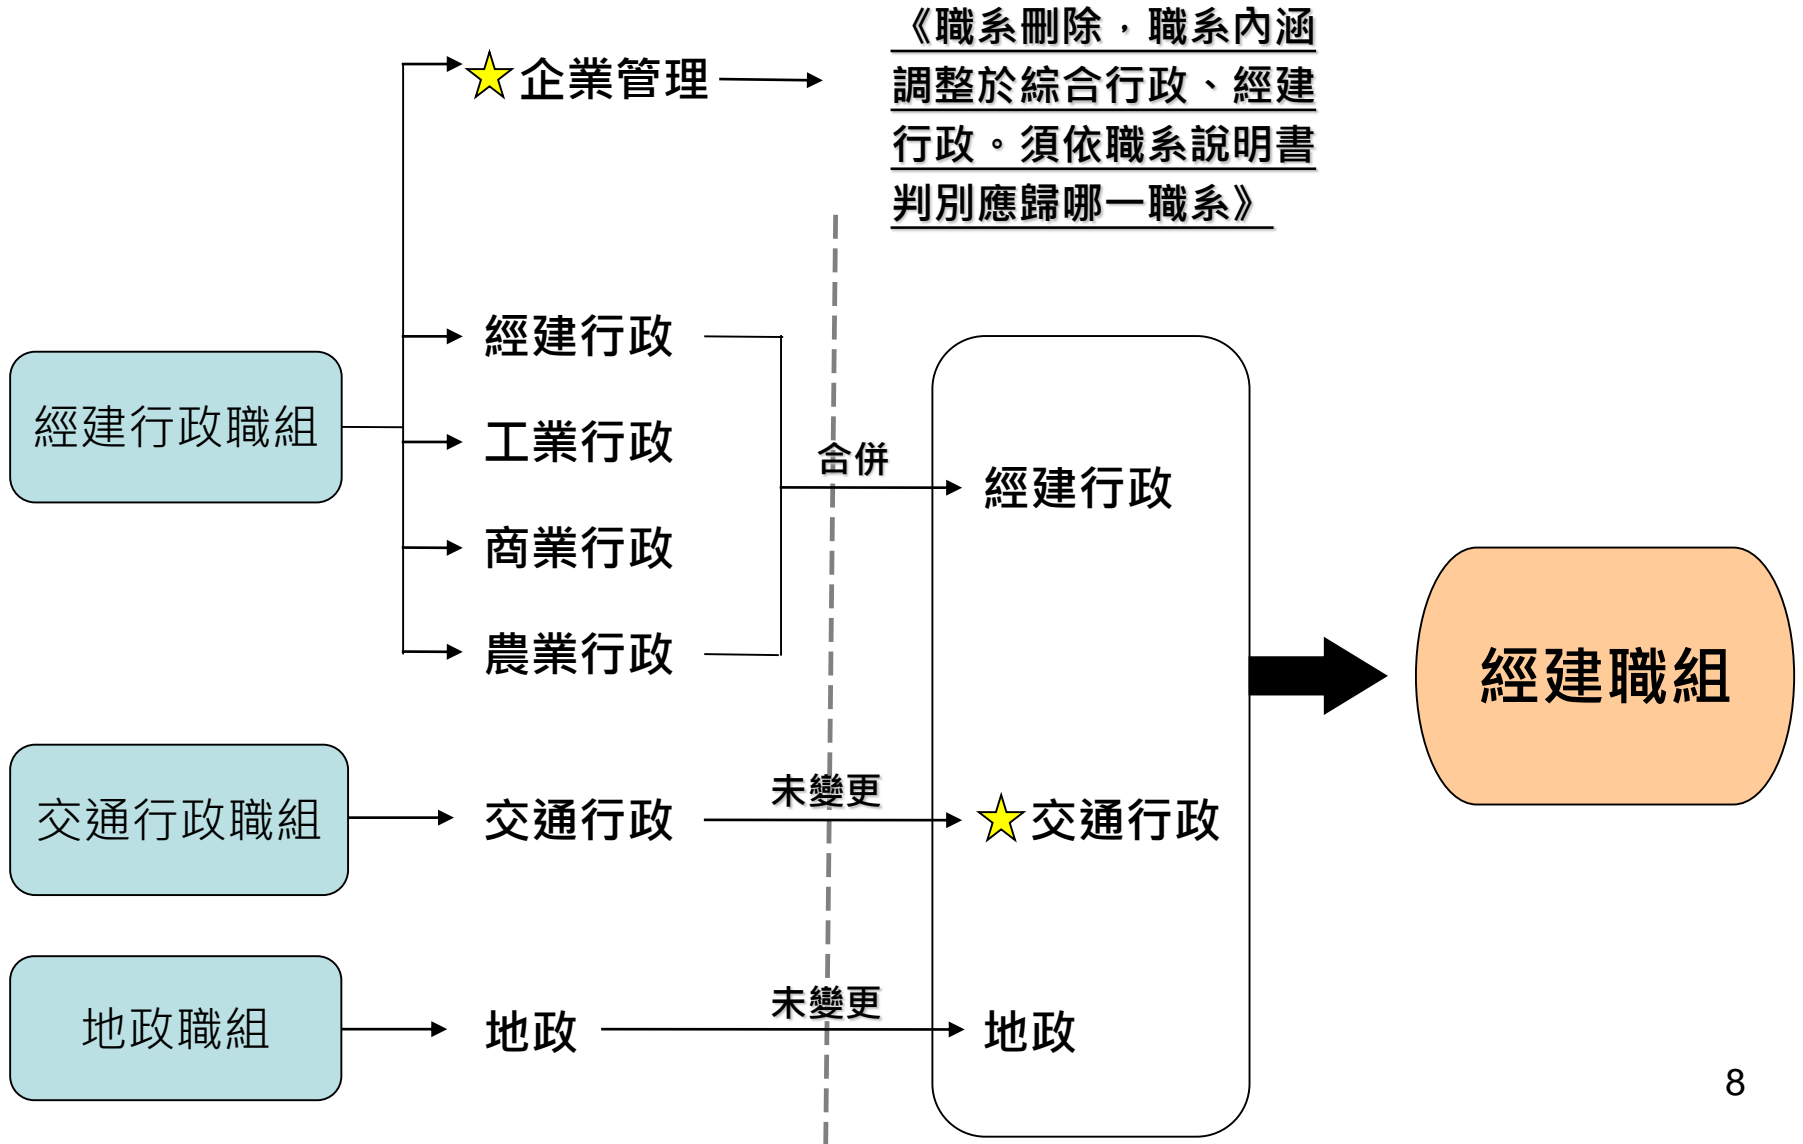 《職系刪除，職系內涵
調整於綜合行政、經建
行政。須依職系說明書
判別應歸哪一職系》
企業管理
經建行政
經建行政職組
工業行政
合併
經建行政
商業行政
農業行政
經建職組
交通行政職組
交通行政
未變更
交通行政
地政職組
地政
未變更
地政
8